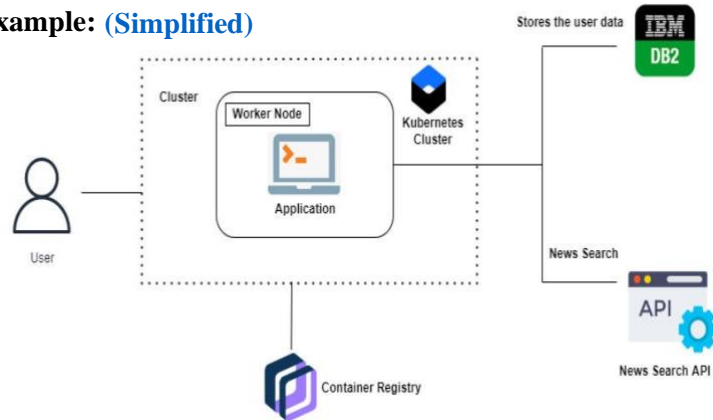 xample: (Simplified)
Stores the user data
IBM
DB2
Cluster
Worker Node
Kubernetes
Cluster
Application
User
News Search
API
News Search API
Container Registry